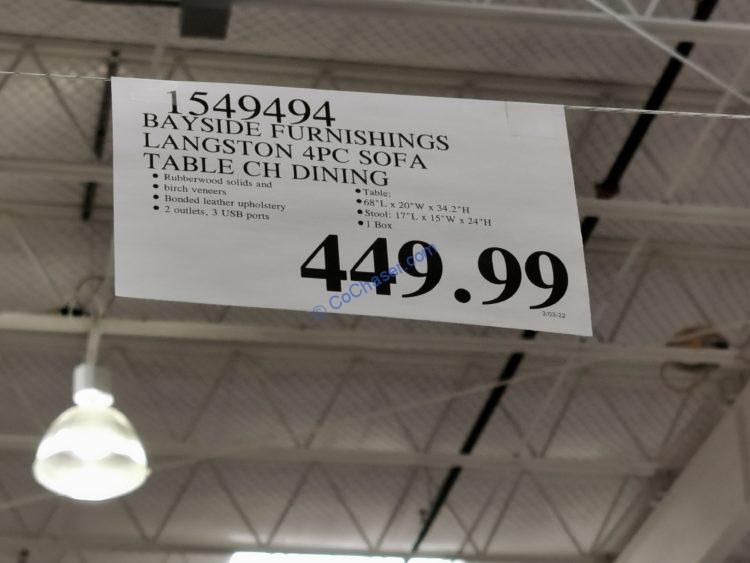 1549494
BAYSIDE FURNISHINGS
LANGSTON 4PC SOFA
TABLE CH DINING
• Rubberwood solids and
• birch veneers
• Bonded leather upholstery
• 2 outlets, 3 USB ports
• Table:
• 68"L x 20"W x 34.2"H
• Stool: 17"L x 15"W x 24"H
• 1 Box
449.99
© CoChaser.com
3/03/22